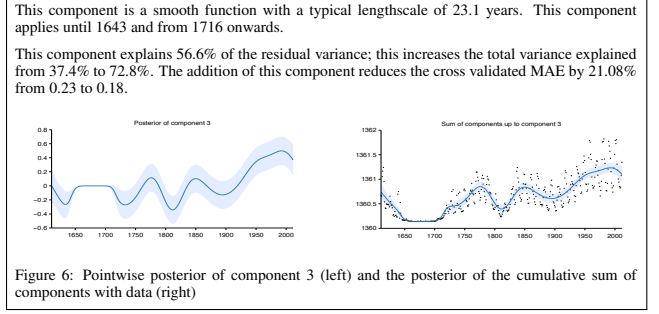 This component is a smooth function with a typical lengthscale of 23.1 years. This component
applies until 1643 and from 1716 onwards.
This component explains 56.6% of the residual variance; this increases the total variance explained
from 37.4% to 72.8%. The addition of this component reduces the cross validated MAE by 21.08%
from 0.23 to 0.18.
Posterior of component 3
0.8
0.6
0.4
0.2
0
−0.2
−0.4
−0.6
1650 1700 1750 1800 1850 1900 1950 2000
Sum of components up to component 3
1362
1361.5
1361
1360.5
1360
1650 1700 1750 1800 1850 1900 1950 2000
Figure 6: Pointwise posterior of component 3 (left) and the posterior of the cumulative sum of
components with data (right)